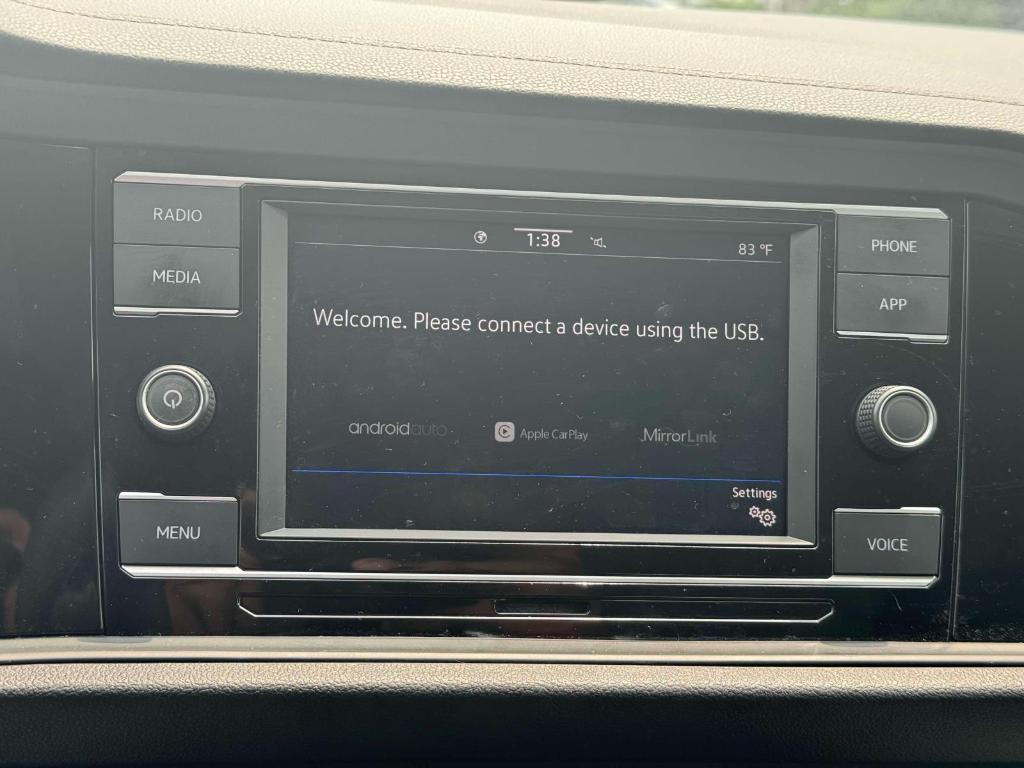 RADIO
MEDIA
1:38
83 °F
PHONE
APP
Welcome. Please connect a device using the USB.
androidauto
Apple CarPlay
MirrorLink
Settings
MENU
VOICE